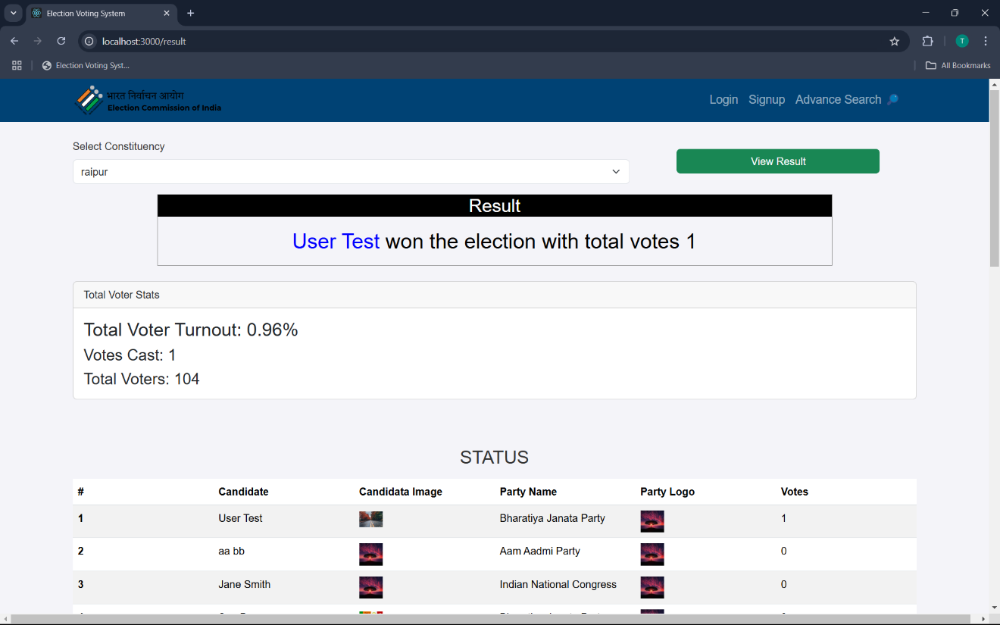 Election Voting System
localhost:3000/result
Election Voting Syst...
All Bookmarks
T
भारत निर्वाचन आयोग
Election Commission of India
Login Signup Advance Search
Select Constituency
raipur
View Result
Result
User Test won the election with total votes 1
Total Voter Stats
Total Voter Turnout: 0.96%
Votes Cast: 1
Total Voters: 104
STATUS
# Candidate Candidata Image Party Name Party Logo Votes
1 User Test Bharatiya Janata Party 1
2 aa bb Aam Aadmi Party 0
3 Jane Smith Indian National Congress 0